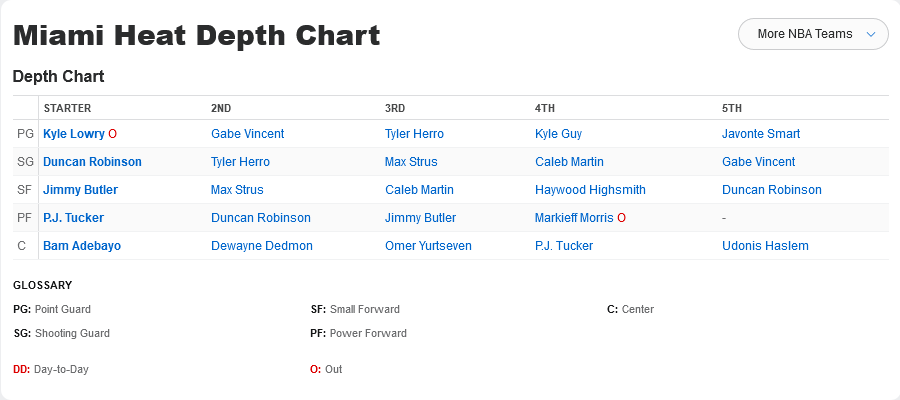 Miami Heat Depth Chart
More NBA Teams
Depth Chart
STARTER 2ND 3RD 4TH 5TH
PG Kyle Lowry O Gabe Vincent Tyler Herro Kyle Guy Javonte Smart
SG Duncan Robinson Tyler Herro Max Strus Caleb Martin Gabe Vincent
SF Jimmy Butler Max Strus Caleb Martin Haywood Highsmith Duncan Robinson
PF P.J. Tucker Duncan Robinson Jimmy Butler Markieff Morris O -
C Bam Adebayo Dewayne Dedmon Omer Yurtseven P.J. Tucker Udonis Haslem
GLOSSARY
PG: Point Guard SF: Small Forward C: Center
SG: Shooting Guard PF: Power Forward
DD: Day-to-Day O: Out